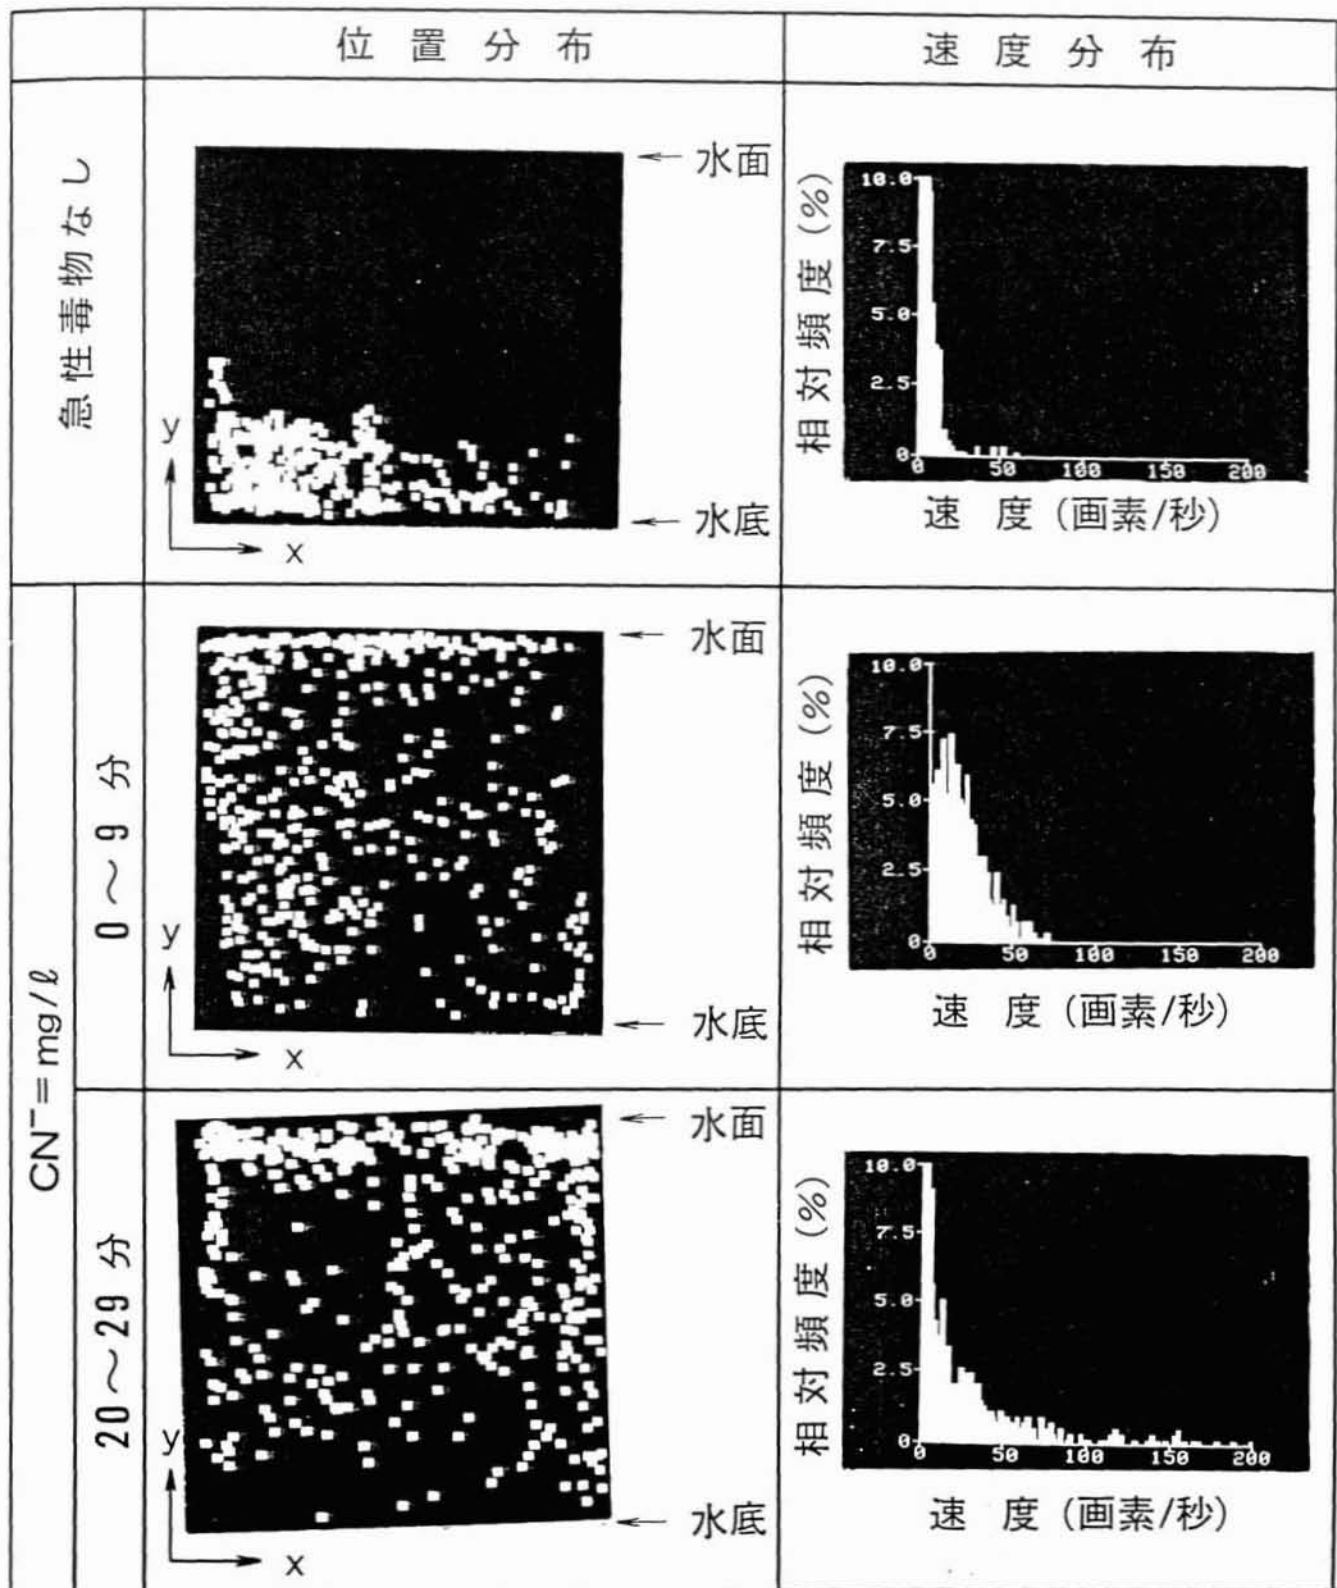 位置分布
速度分布
急性毒物なし
水面
水底
y
x
相対頻度(%)
10.0
7.5
5.0
2.5
0
0 50 100 150 200
速度(画素/秒)
CN⁻= mg/ℓ
0〜9分
水面
水底
y
x
相対頻度(%)
10.0
7.5
5.0
2.5
0
0 50 100 150 200
速度(画素/秒)
20〜29分
水面
水底
y
x
相対頻度(%)
10.0
7.5
5.0
2.5
0
0 50 100 150 200
速度(画素/秒)